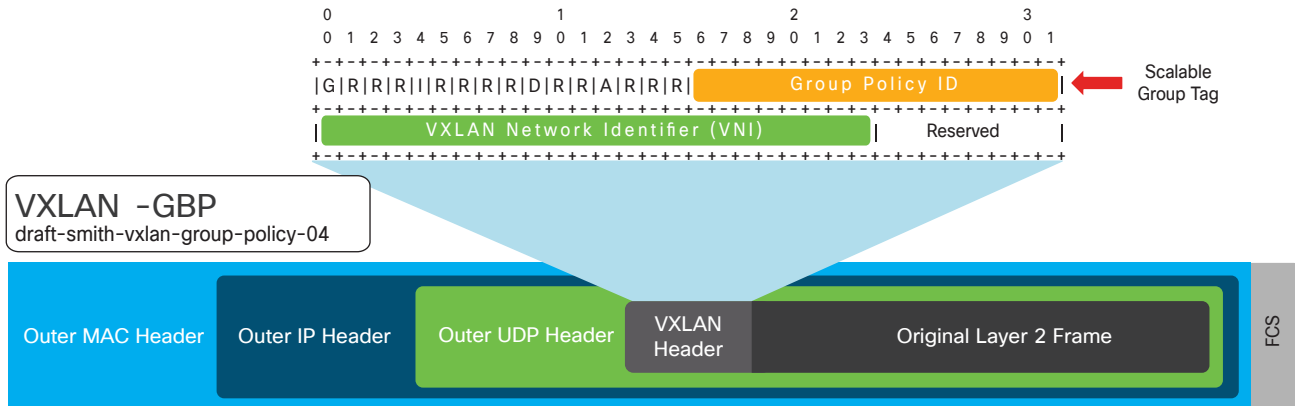 0 1 2 3
0 1 2 3 4 5 6 7 8 9 0 1 2 3 4 5 6 7 8 9 0 1 2 3 4 5 6 7 8 9 0 1
+-+-+-+-+-+-+-+-+-+-+-+-+-+-+-+-+-+-+-+-+-+-+-+-+-+-+-+-+-+-+-+-+
|G|R|R|R|I|R|R|R|R|D|R|R|A|R|R|R| Group Policy ID |
Scalable
Group Tag
+-+-+-+-+-+-+-+-+-+-+-+-+-+-+-+-+-+-+-+-+-+-+-+-+-+-+-+-+-+-+-+-+
| VXLAN Network Identifier (VNI) | Reserved |
+-+-+-+-+-+-+-+-+-+-+-+-+-+-+-+-+-+-+-+-+-+-+-+-+-+-+-+-+-+-+-+-+
VXLAN -GBP
draft-smith-vxlan-group-policy-04
Outer MAC Header
Outer IP Header
Outer UDP Header
VXLAN
Header
Original Layer 2 Frame
FCS